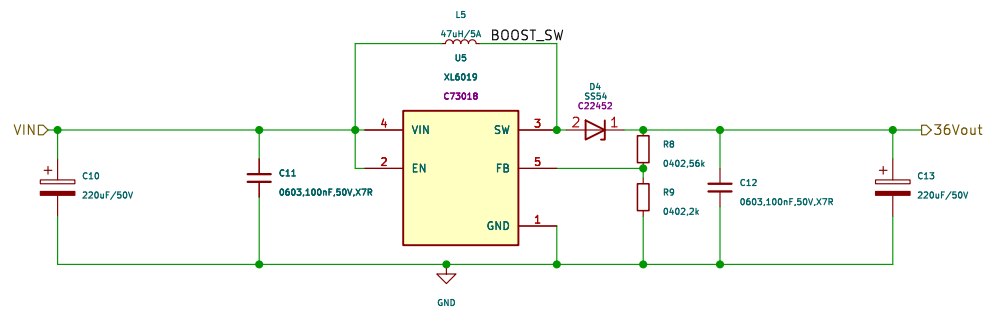 L5
47uH/5A
BOOST_SW
U5
XL6019
C73018
D4
SS54
C22452
VIN
4
VIN
SW
3
2
1
36Vout
2
EN
FB
5
R8
0402,56k
+
C10
220uF/50V
C11
0603,100nF,50V,X7R
R9
0402,2k
C12
0603,100nF,50V,X7R
+
C13
220uF/50V
GND
1
GND